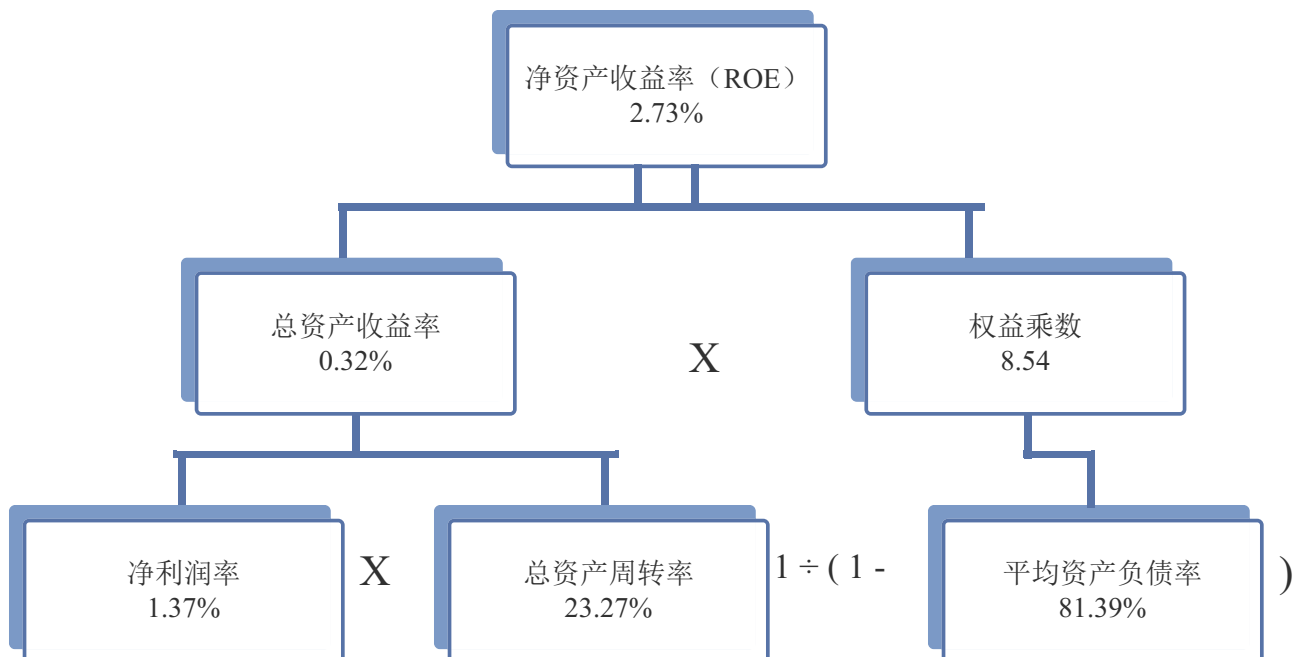 净资产收益率（ROE）
2.73%
总资产收益率
0.32%
X
权益乘数
8.54
净利润率
1.37%
X
总资产周转率
23.27%
1 ÷ ( 1 -
平均资产负债率
81.39%
)